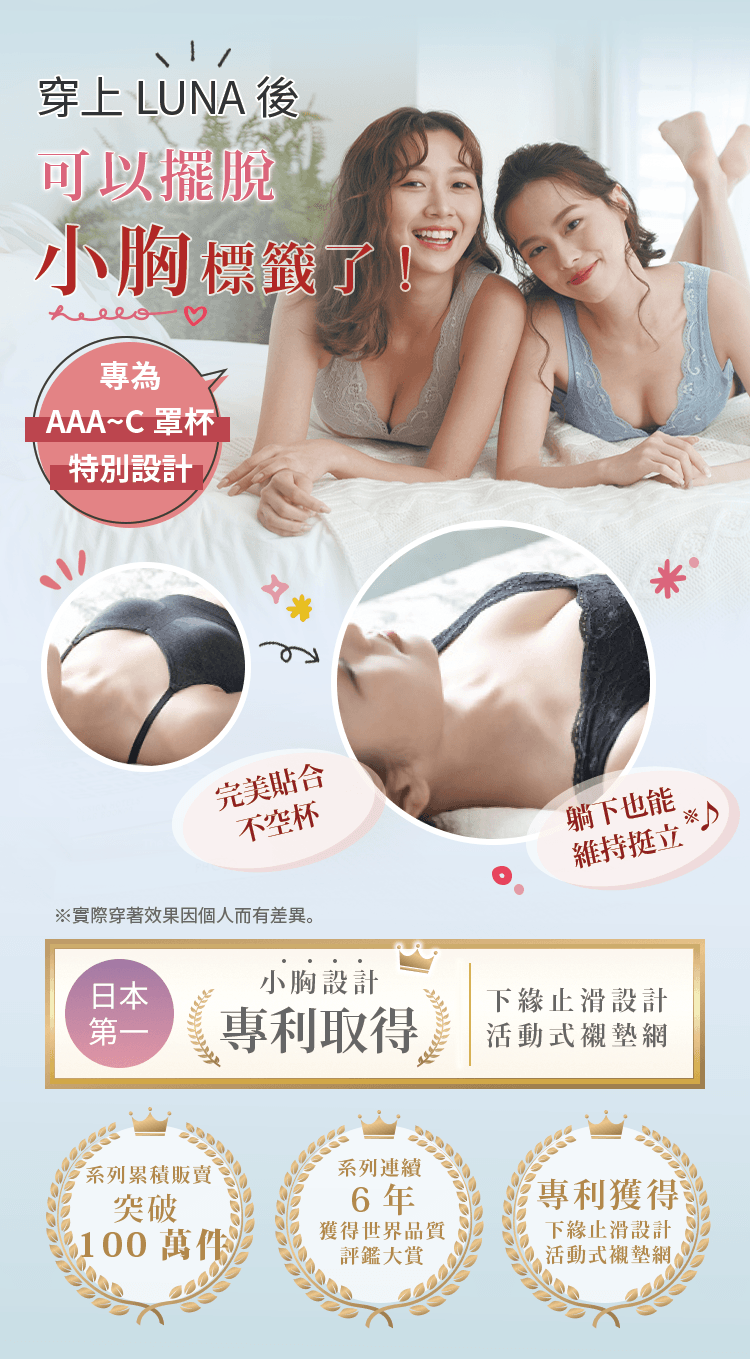 穿上 LUNA 後
可以擺脫
小胸標籤了！
hello
專為
AAA~C 罩杯
特別設計
完美貼合
不空杯
躺下也能
維持挺立※♪
※實際穿著效果因個人而有差異。
日本
第一
小胸設計
專利取得
下緣止滑設計
活動式襯墊網
系列累積販賣
突破
100 萬件
系列連續
6 年
獲得世界品質
評鑑大賞
專利獲得
下緣止滑設計
活動式襯墊網